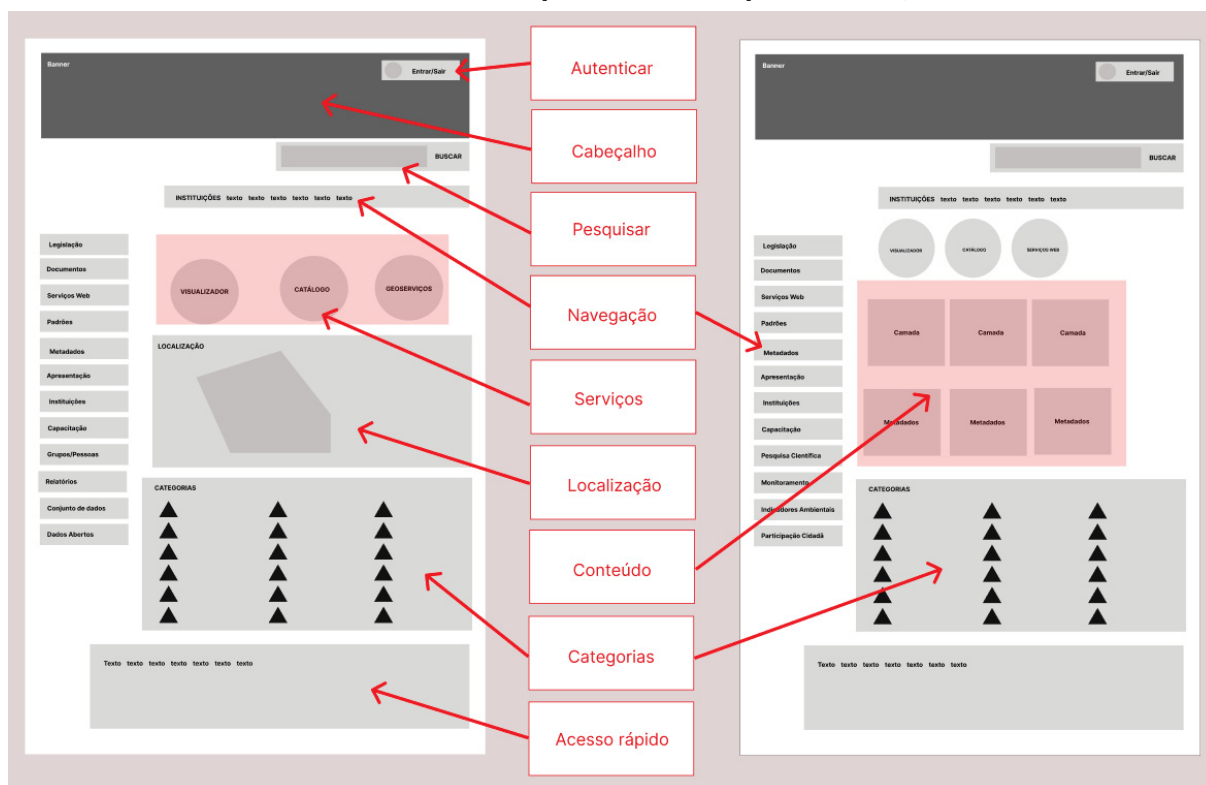 Banner
Entrar/Sair
BUSCAR
INSTITUIÇÕES texto texto texto texto texto texto
Legislação
Documentos
Serviços Web
Padrões
Metadados
Apresentação
Instituições
Capacitação
Grupos/Pessoas
Relatórios
Conjunto de dados
Dados Abertos
VISUALIZADOR
CATÁLOGO
GEOSERVIÇOS
LOCALIZAÇÃO
CATEGORIAS
Texto texto texto texto texto texto texto
Autenticar
Cabeçalho
Pesquisar
Navegação
Serviços
Localização
Conteúdo
Categorias
Acesso rápido
Banner
Entrar/Sair
BUSCAR
INSTITUIÇÕES texto texto texto texto texto texto
VISUALIZADOR
CATÁLOGO
SERVIÇOS WEB
Legislação
Documentos
Serviços Web
Padrões
Metadados
Apresentação
Instituições
Capacitação
Pesquisa Científica
Monitoramento
Indicadores Ambientais
Participação Cidadã
Camada Camada Camada
Metadados Metadados Metadados
CATEGORIAS
Texto texto texto texto texto texto texto